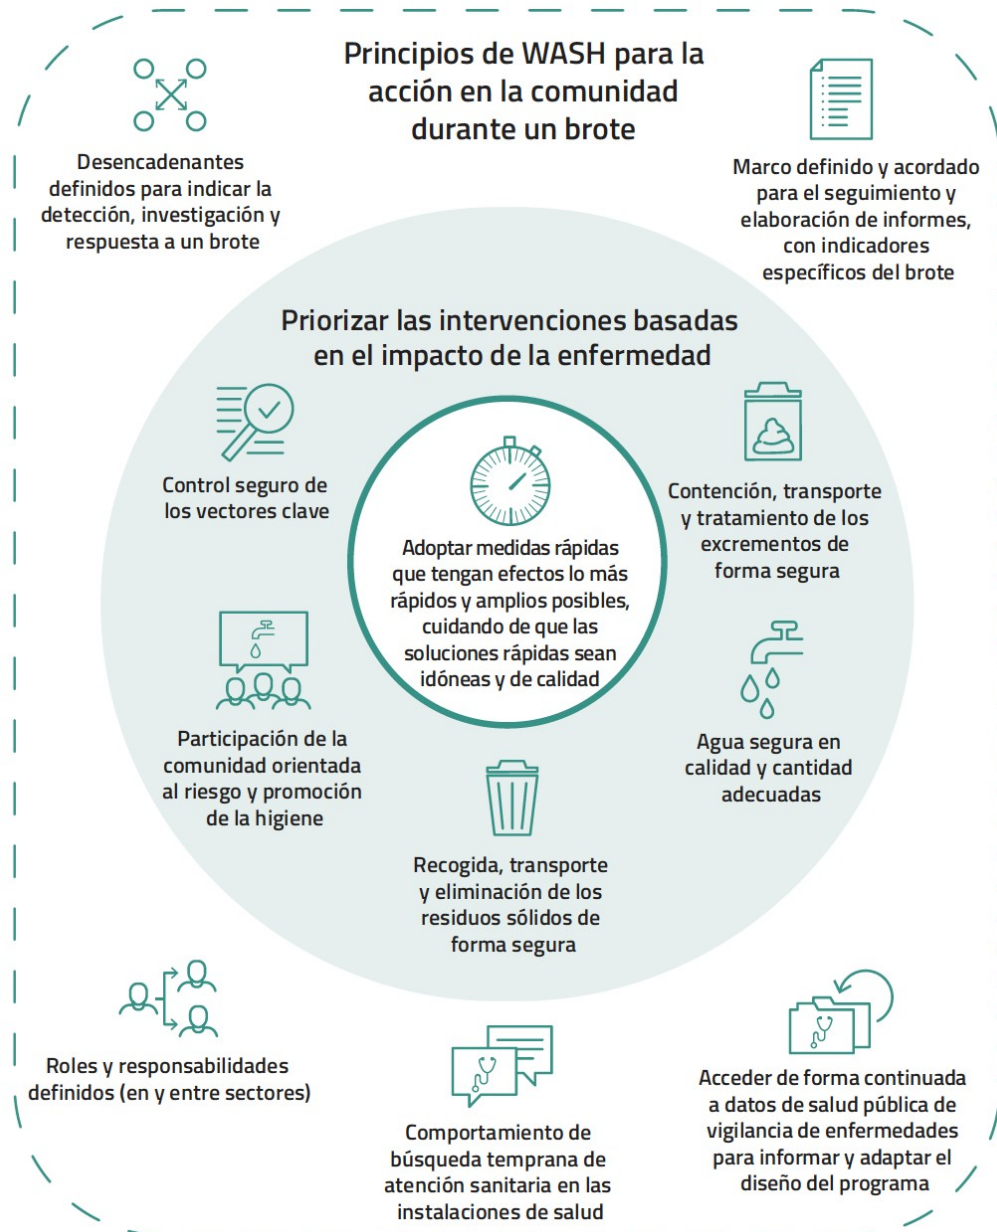 Principios de WASH para la
acción en la comunidad
durante un brote
Desencadenantes
definidos para indicar la
detección, investigación y
respuesta a un brote
Marco definido y acordado
para el seguimiento y
elaboración de informes,
con indicadores
específicos del brote
Priorizar las intervenciones basadas
en el impacto de la enfermedad
Control seguro de
los vectores clave
Adoptar medidas rápidas
que tengan efectos lo más
rápidos y amplios posibles,
cuidando de que las
soluciones rápidas sean
idóneas y de calidad
Contención, transporte
y tratamiento de los
excrementos de
forma segura
Participación de la
comunidad orientada
al riesgo y promoción
de la higiene
Agua segura en
calidad y cantidad
adecuadas
Recogida, transporte
y eliminación de los
residuos sólidos de
forma segura
Roles y responsabilidades
definidos (en y entre sectores)
Comportamiento de
búsqueda temprana de
atención sanitaria en las
instalaciones de salud
Acceder de forma continuada
a datos de salud pública de
vigilancia de enfermedades
para informar y adaptar el
diseño del programa